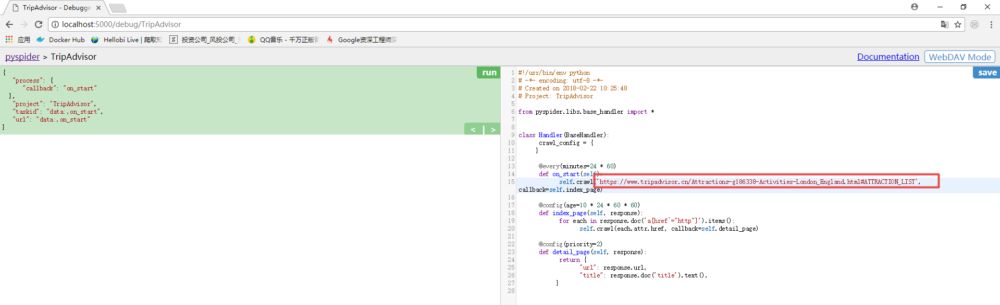 TripAdvisor - Debugge
localhost:5000/debug/TripAdvisor
应用 Docker Hub Hellobi Live | 爬取知 投资公司_风投公司_ QQ音乐 - 千万正版音 Google资深工程师深
pyspider > TripAdvisor Documentation WebDAV Mode
{
"process": {
"callback": "on_start"
},
"project": "TripAdvisor",
"taskid": "data:,on_start",
"url": "data:,on_start"
}
run
< | >
save
1 #!/usr/bin/env python
2 # -*- encoding: utf-8 -*-
3 # Created on 2018-02-22 10:25:48
4 # Project: TripAdvisor
5
6 from pyspider.libs.base_handler import *
7
8
9 class Handler(BaseHandler):
10 crawl_config = {
11 }
12
13 @every(minutes=24 * 60)
14 def on_start(self):
15 self.crawl('https://www.tripadvisor.cn/Attractions-g186338-Activities-London_England.html#ATTRACTION_LIST',
callback=self.index_page)
16
17 @config(age=10 * 24 * 60 * 60)
18 def index_page(self, response):
19 for each in response.doc('a[href^="http"]').items():
20 self.crawl(each.attr.href, callback=self.detail_page)
21
22 @config(priority=2)
23 def detail_page(self, response):
24 return {
25 "url": response.url,
26 "title": response.doc('title').text(),
27 }
28